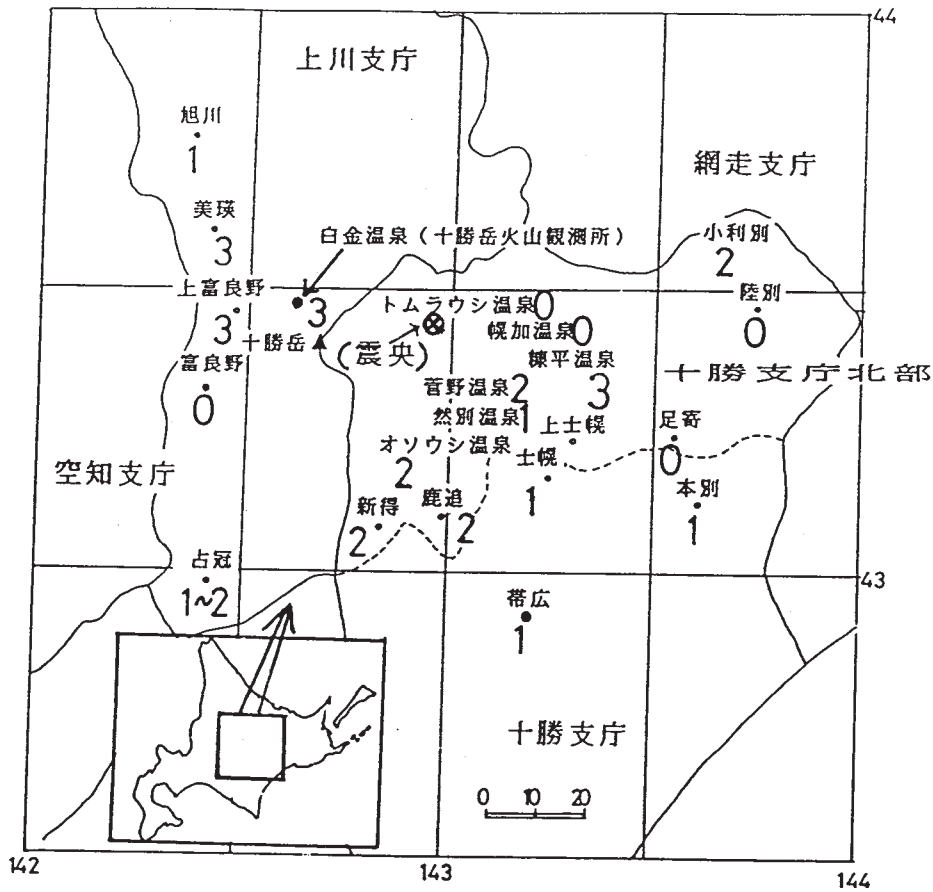 44
上川支庁
旭川
1
網走支庁
美瑛
3
白金温泉(十勝岳火山観測所)
小利別
2
上富良野
3
3
トムラウシ温泉 0
陸別
0
十勝岳
(震央)
幌加温泉 0
富良野
0
糠平温泉
3
十勝支庁北部
菅野温泉 2
然別温泉 1
上士幌
足寄
0
オソウシ温泉
2
士幌
1
空知支庁
本別
1
新得
2
鹿追
2
占冠
1~2
43
帯広
1
十勝支庁
0 10 20
142
143
144